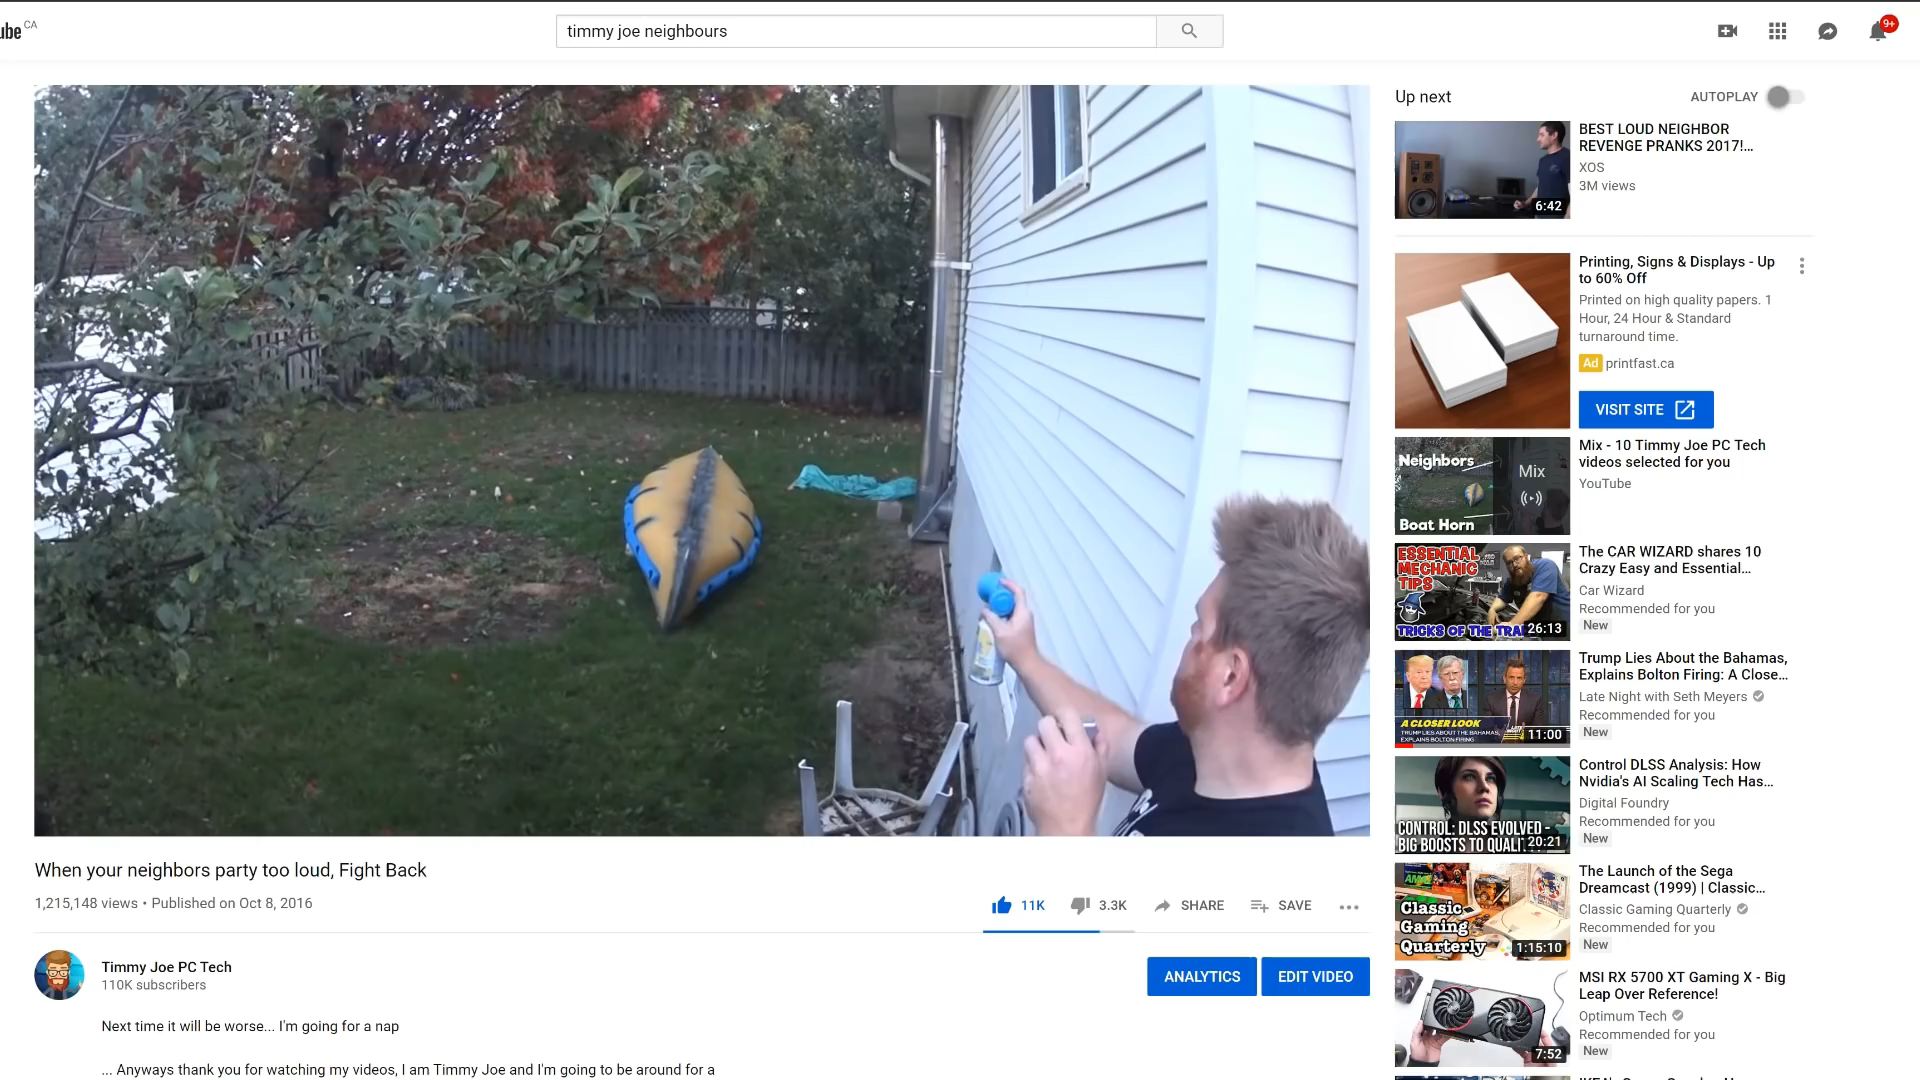 ube CA
timmy joe neighbours
9+
When your neighbors party too loud, Fight Back
1,215,148 views • Published on Oct 8, 2016
11K
3.3K
SHARE
SAVE
Timmy Joe PC Tech
110K subscribers
ANALYTICS
EDIT VIDEO
Next time it will be worse... I'm going for a nap
... Anyways thank you for watching my videos, I am Timmy Joe and I'm going to be around for a
Up next
AUTOPLAY
6:42
BEST LOUD NEIGHBOR
REVENGE PRANKS 2017!...
XOS
3M views
Printing, Signs & Displays - Up
to 60% Off
Printed on high quality papers. 1
Hour, 24 Hour & Standard
turnaround time.
Ad printfast.ca
VISIT SITE
Neighbors
Boat Horn
Mix
Mix - 10 Timmy Joe PC Tech
videos selected for you
YouTube
ESSENTIAL
MECHANIC
TIPS
TRICKS OF THE TRA
26:13
The CAR WIZARD shares 10
Crazy Easy and Essential...
Car Wizard
Recommended for you
New
A CLOSER LOOK
TRUMP LIES ABOUT THE BAHAMAS,
EXPLAINS BOLTON FIRING
11:00
Trump Lies About the Bahamas,
Explains Bolton Firing: A Close...
Late Night with Seth Meyers
Recommended for you
New
CONTROL: DLSS EVOLVED -
BIG BOOSTS TO QUALI
20:21
Control DLSS Analysis: How
Nvidia's AI Scaling Tech Has...
Digital Foundry
Recommended for you
New
Classic
Gaming
Quarterly
1:15:10
The Launch of the Sega
Dreamcast (1999) | Classic...
Classic Gaming Quarterly
Recommended for you
New
7:52
MSI RX 5700 XT Gaming X - Big
Leap Over Reference!
Optimum Tech
Recommended for you
New